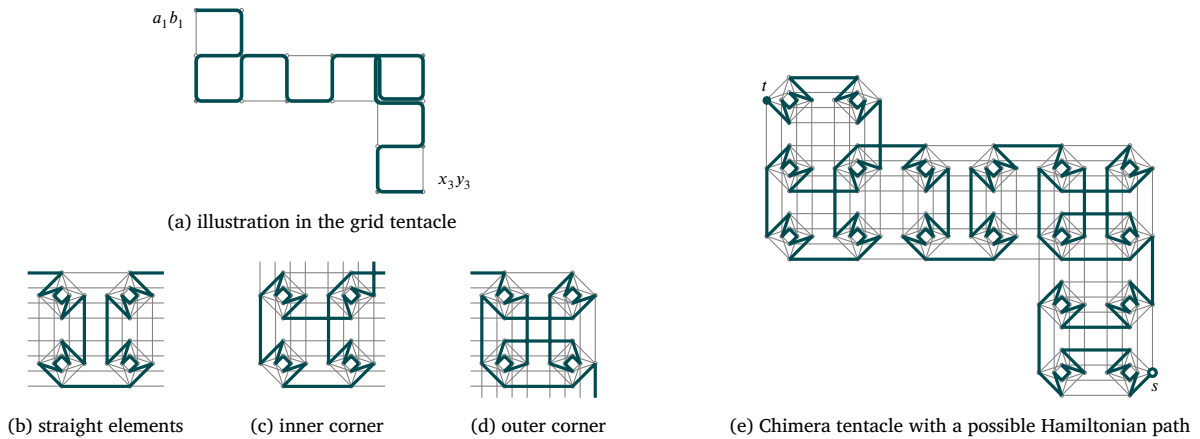 a₁b₁
x₃y₃
(a) illustration in the grid tentacle
t
s
(b) straight elements
(c) inner corner
(d) outer corner
(e) Chimera tentacle with a possible Hamiltonian path